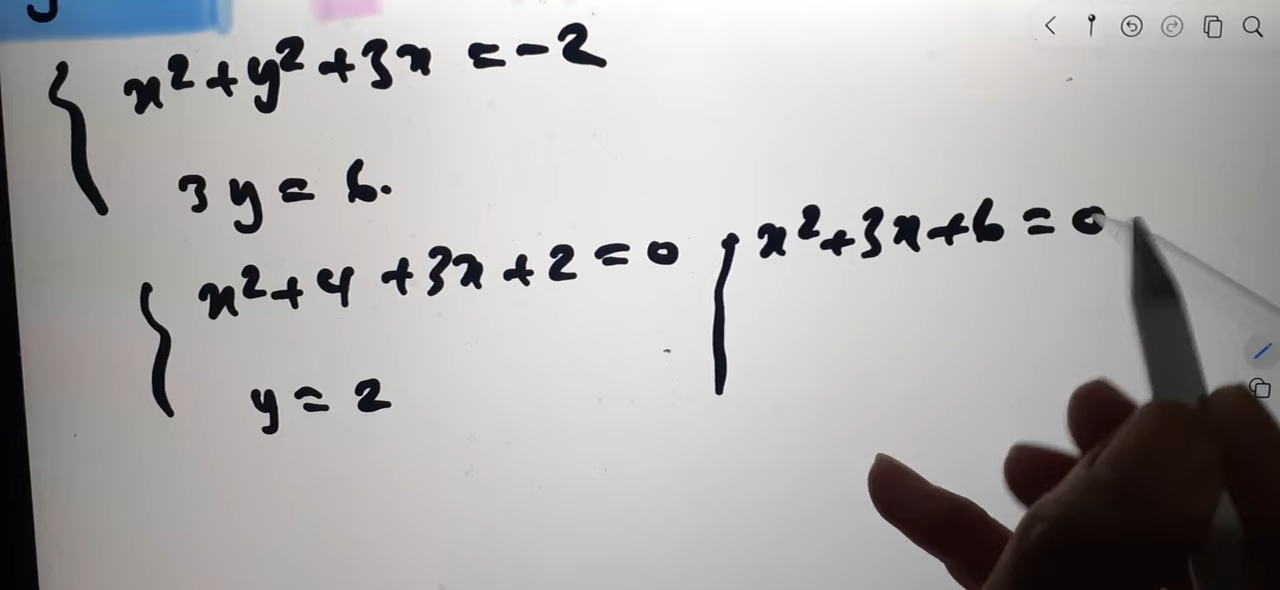 x²+y²+3x=-2
3y=6.
x²+4+3x+2=0
x²+3x+6=0
y=2